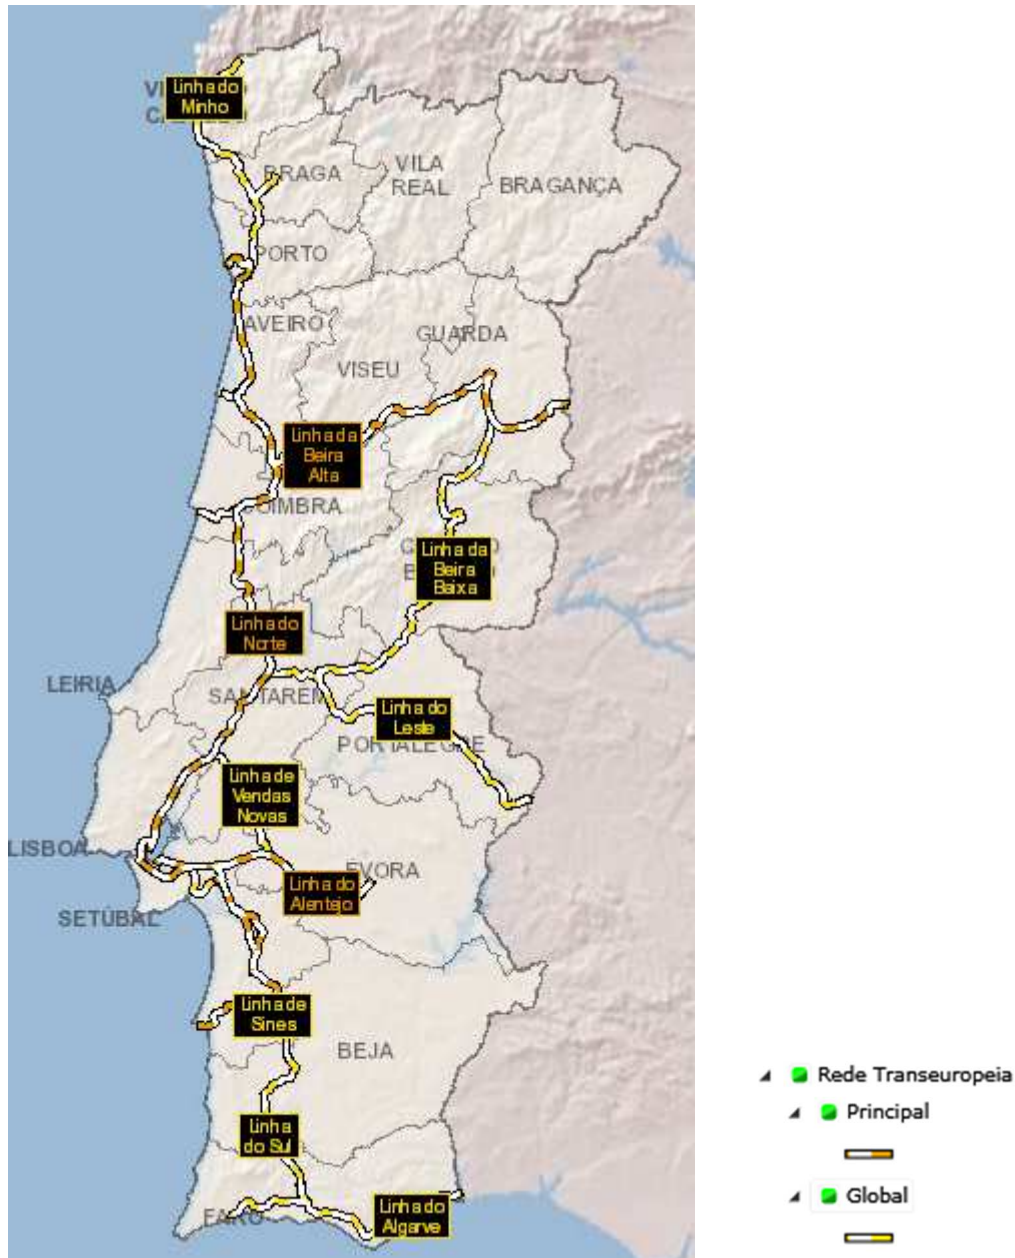 Linha do
Minho
BRAGA
VILA
REAL
BRAGANÇA
PORTO
AVEIRO
GUARDA
VISEU
Linha da
Beira
Alta
COIMBRA
Linha da
Beira
Baixa
Linha do
Norte
LEIRIA
SANTAREM
Linha do
Leste
PORTALEGRE
Linha de
Vendas
Novas
LISBOA
ÉVORA
Linha do
Alentejo
SETÚBAL
Linha de
Sines
BEJA
Linha
do Sul
FARO
Linha do
Algarve
Rede Transeuropeia
Principal
Global